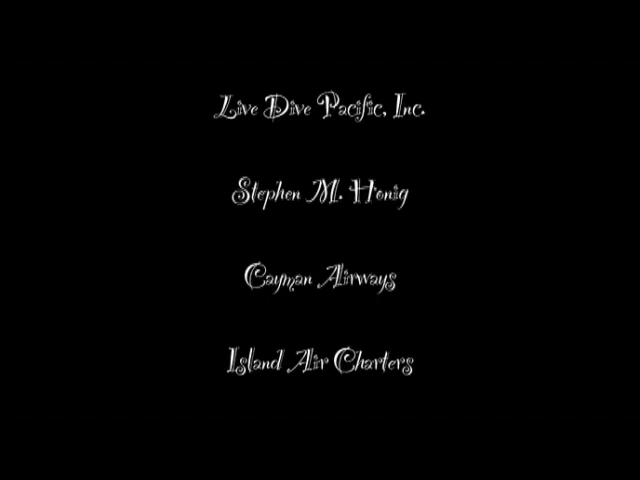 Live Dive Pacific, Inc.
Stephen M. Honig
Cayman Airways
Island Air Charters